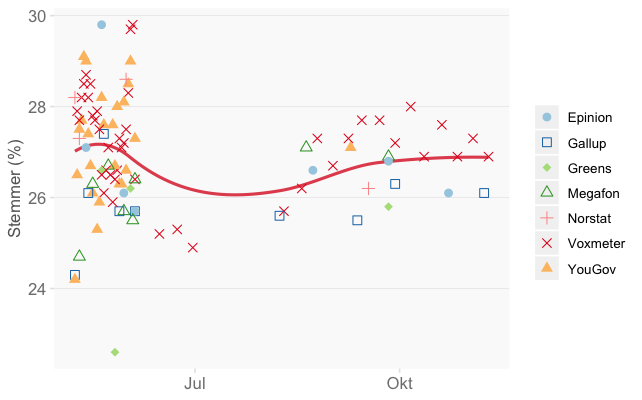 30
28
26
24
Stemmer (%)
Jul
Okt
Epinion
Gallup
Greens
Megafon
Norstat
Voxmeter
YouGov